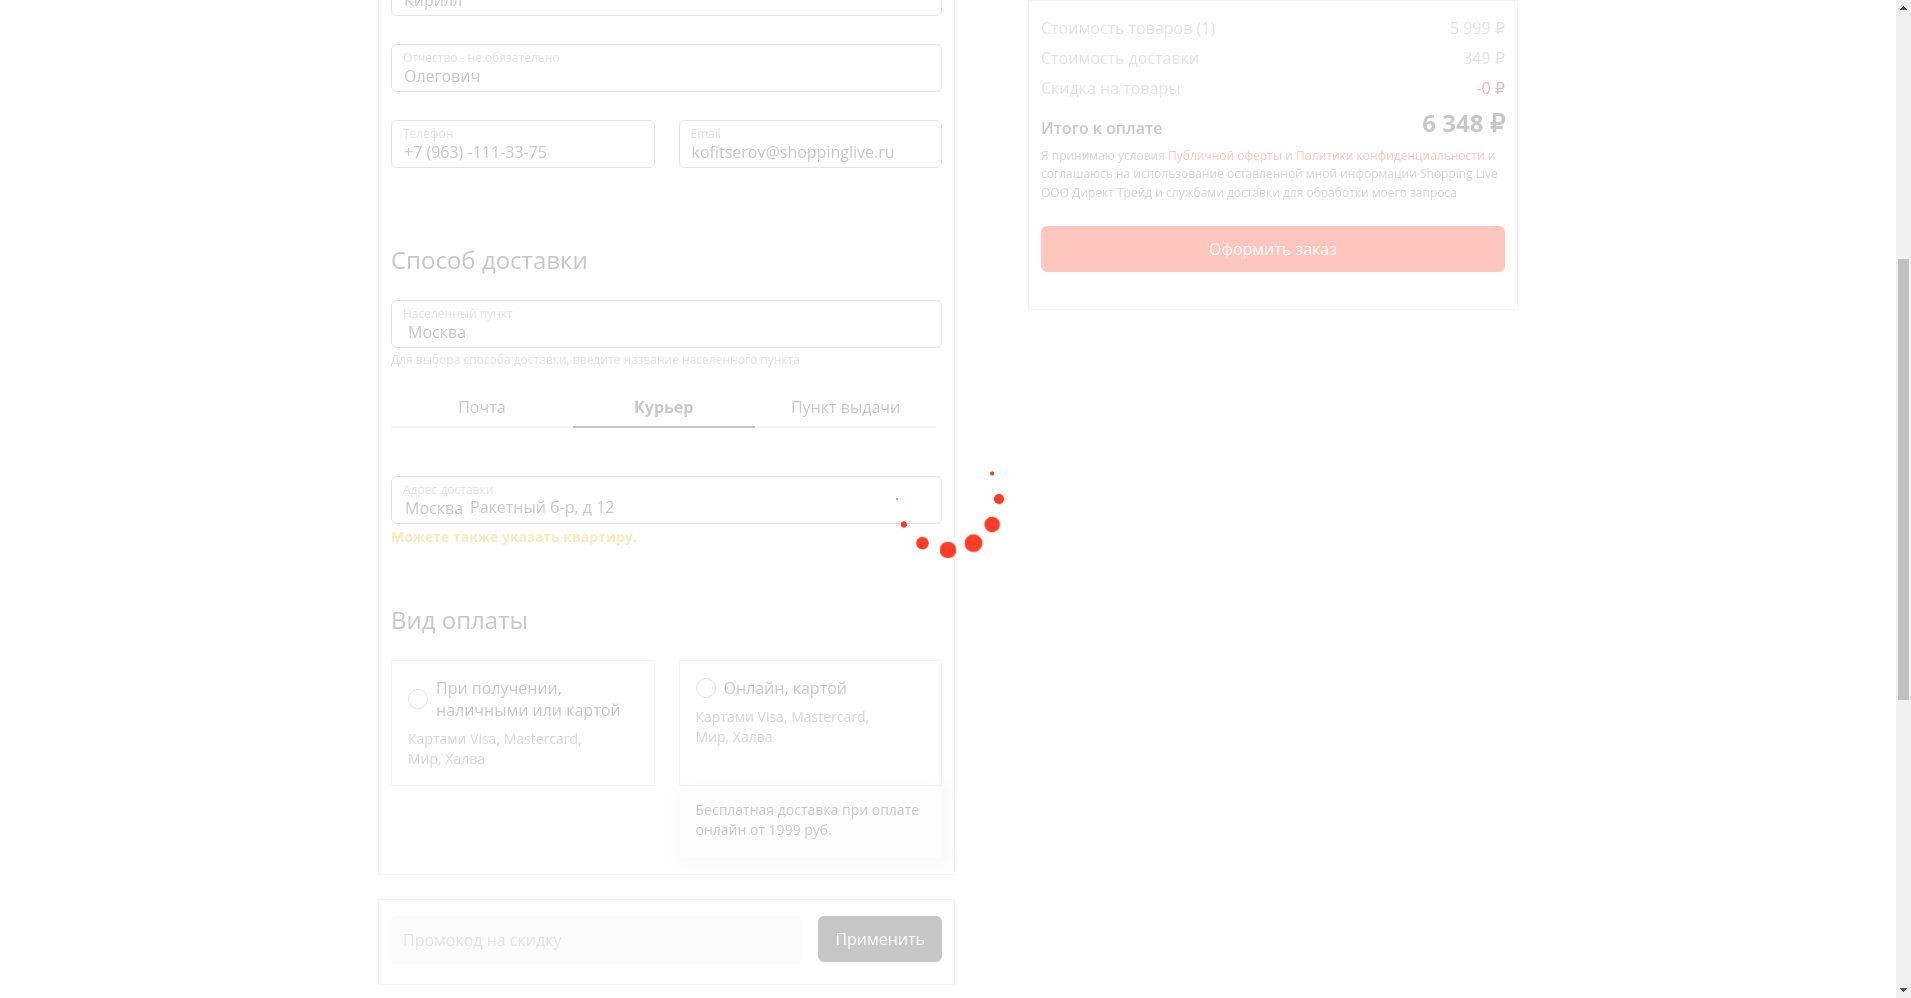 Кирилл
Отчество - не обязательно
Олегович
Телефон
+7 (963) -111-33-75
Email
kofitserov@shoppinglive.ru
Способ доставки
Населенный пункт
Москва
Для выбора способа доставки, введите название населенного пункта
Почта
Курьер
Пункт выдачи
Адрес доставки
Москва Ракетный б-р, д 12
Можете также указать квартиру.
Вид оплаты
При получении,
наличными или картой
Картами Visa, Mastercard,
Мир, Халва
Онлайн, картой
Картами Visa, Mastercard,
Мир, Халва
Бесплатная доставка при оплате
онлайн от 1999 руб.
Промокод на скидку
Применить
Стоимость товаров (1) 5 999 ₽
Стоимость доставки 349 ₽
Скидка на товары -0 ₽
Итого к оплате 6 348 ₽
Я принимаю условия Публичной оферты и Политики конфиденциальности и
соглашаюсь на использование оставленной мной информации Shopping Live
ООО Директ Трейд и службами доставки для обработки моего запроса
Оформить заказ